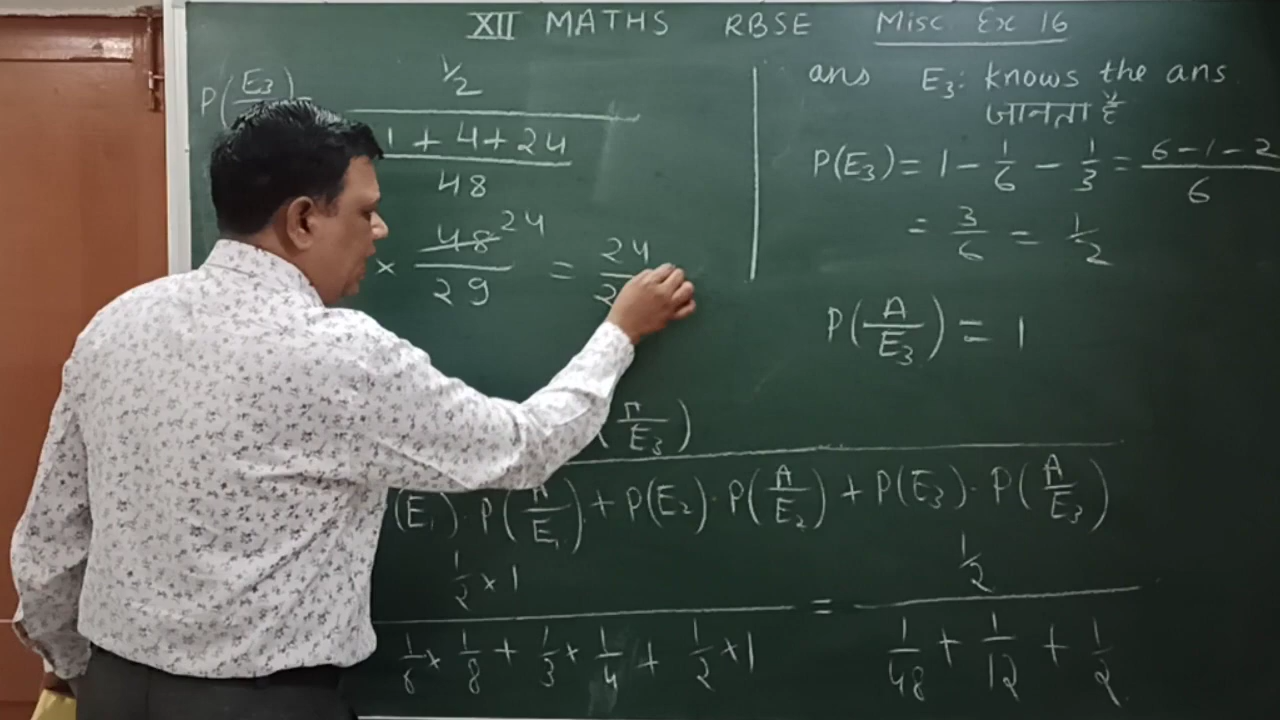 XII MATHS RBSE Misc Ex 16
P(E₃/ ) = ½
1 + 4 + 24
48
× 48 24 / 29 = 24 / 2
ans E₃: knows the ans
जानता है
P(E₃) = 1 - 1/6 - 1/3 = 6-1-2 / 6
= 3/6 = 1/2
P(A/E₃) = 1
( /E₃)
(E₁) · P(A/E₁) + P(E₂) · P(A/E₂) + P(E₃) · P(A/E₃)
1/2 × 1 = 1/2
1/8 + 1/3 × 1/4 + 1/2 × 1
1/48 + 1/12 + 1/2